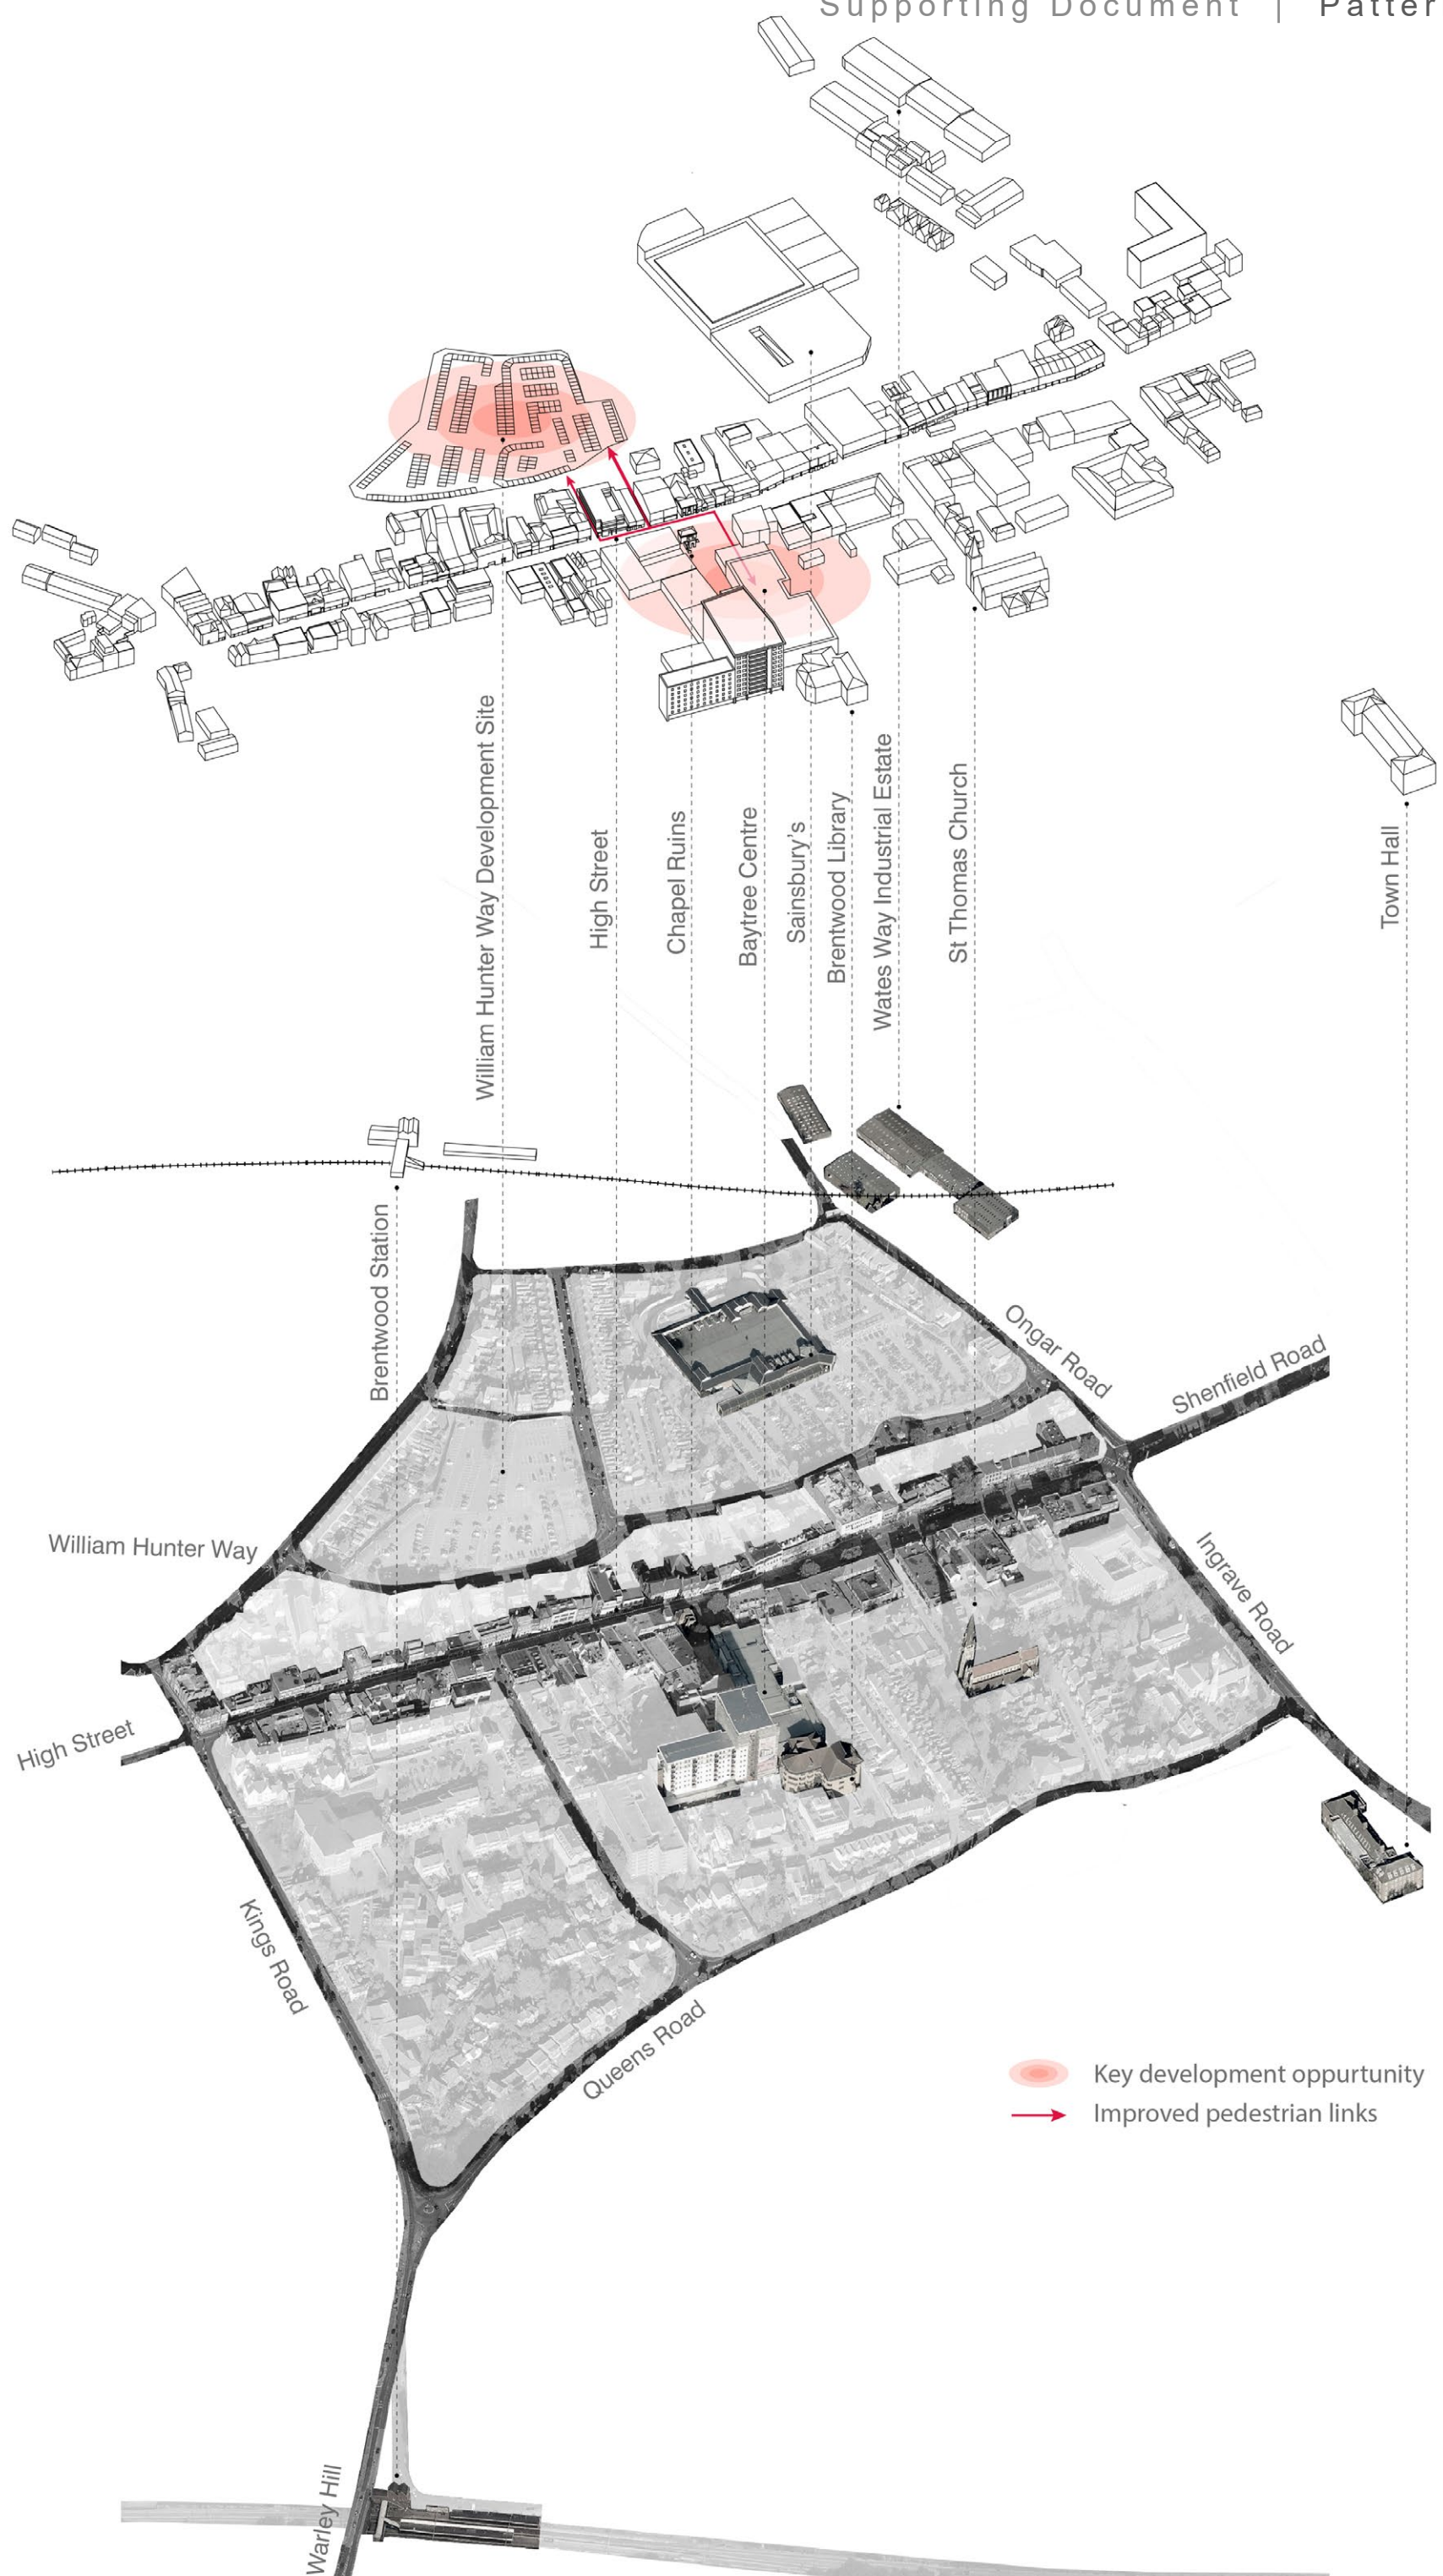 Supporting Document | Patter
William Hunter Way Development Site
High Street
Chapel Ruins
Baytree Centre
Sainsbury's
Brentwood Library
Wates Way Industrial Estate
St Thomas Church
Town Hall
Brentwood Station
Ongar Road
Shenfield Road
William Hunter Way
Ingrave Road
High Street
Kings Road
Queens Road
Key development oppurtunity
Improved pedestrian links
Warley Hill